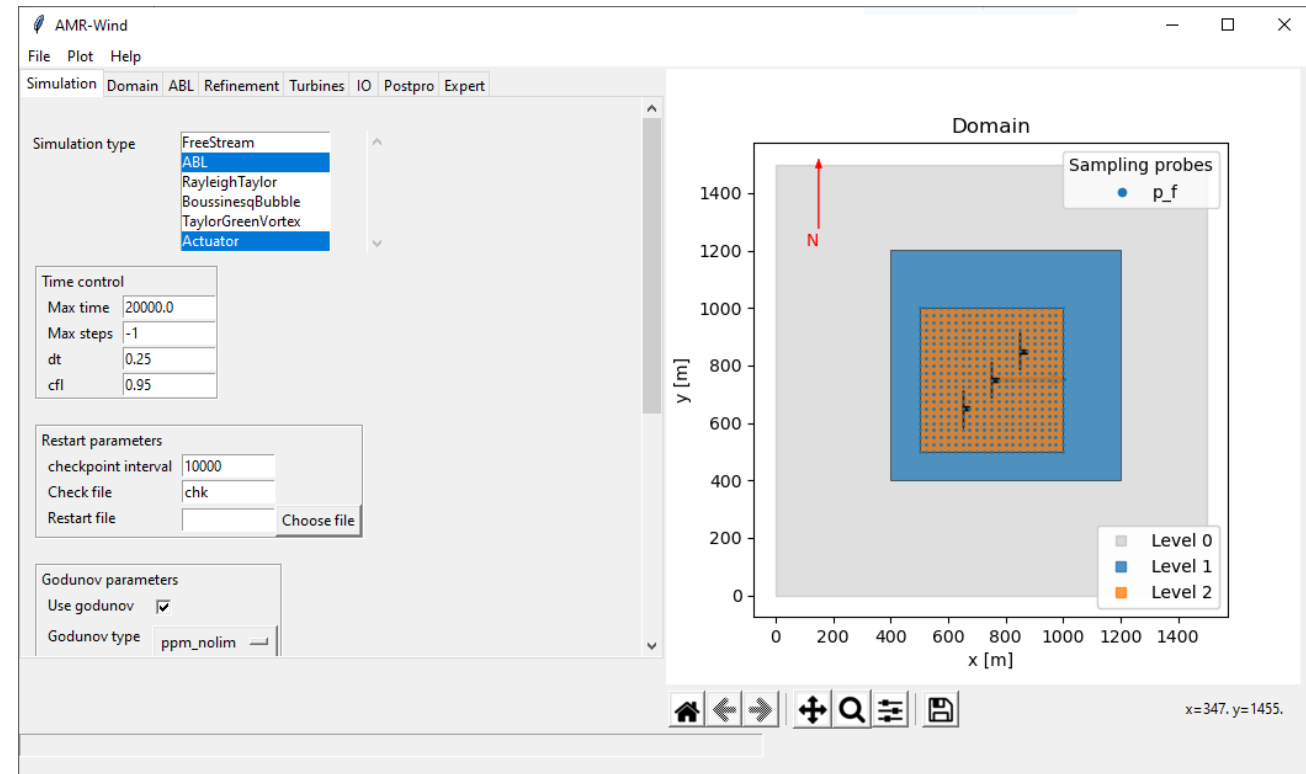 AMR-Wind
File Plot Help
Simulation Domain ABL Refinement Turbines IO Postpro Expert
Simulation type
FreeStream
ABL
RayleighTaylor
BoussinesqBubble
TaylorGreenVortex
Actuator
Time control
Max time 20000.0
Max steps -1
dt 0.25
cfl 0.95
Restart parameters
checkpoint interval 10000
Check file chk
Restart file Choose file
Godunov parameters
Use godunov
Godunov type ppm_nolim
Domain
Sampling probes
p_f
N
1400
1200
1000
800
600
400
200
0
y [m]
Level 0
Level 1
Level 2
0 200 400 600 800 1000 1200 1400
x [m]
x=347. y=1455.